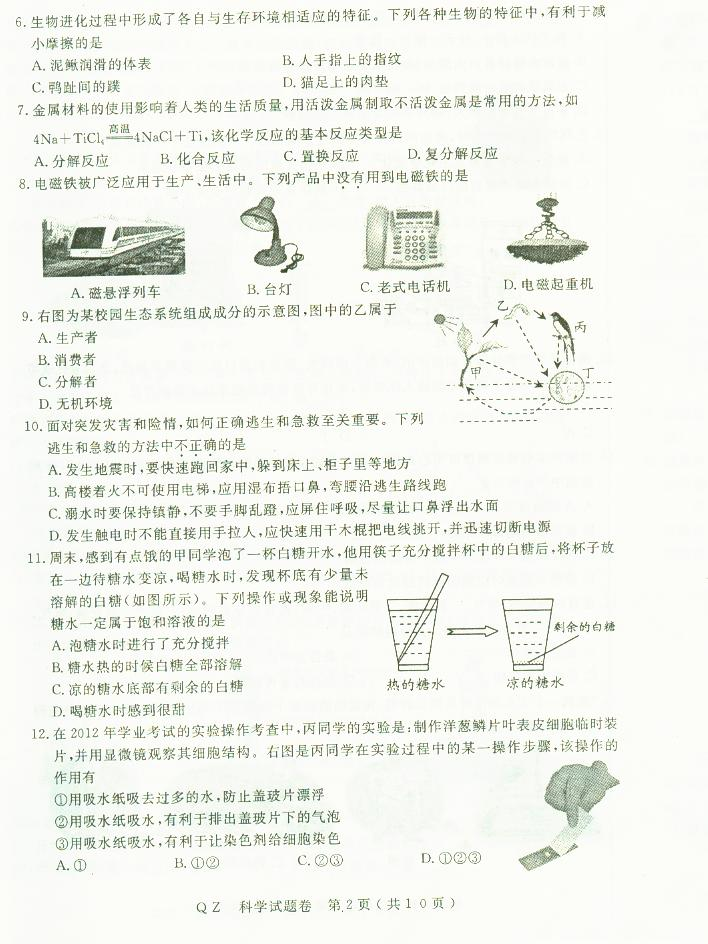 6.生物进化过程中形成了各自与生存环境相适应的特征。下列各种生物的特征中,有利于减
小摩擦的是
A.泥鳅润滑的体表 B.人手指上的指纹
C.鸭趾间的蹼 D.猫足上的肉垫
7.金属材料的使用影响着人类的生活质量,用活泼金属制取不活泼金属是常用的方法,如
4Na+TiCl₄高温4NaCl+Ti,该化学反应的基本反应类型是
A.分解反应 B.化合反应 C.置换反应 D.复分解反应
8.电磁铁被广泛应用于生产、生活中。下列产品中没有用到电磁铁的是
A.磁悬浮列车 B.台灯 C.老式电话机 D.电磁起重机
9.右图为某校园生态系统组成成分的示意图,图中的乙属于
A.生产者
B.消费者
C.分解者
D.无机环境
乙
丙
甲
丁
10.面对突发灾害和险情,如何正确逃生和急救至关重要。下列
逃生和急救的方法中不正确的是
A.发生地震时,要快速跑回家中,躲到床上、柜子里等地方
B.高楼着火不可使用电梯,应用湿布捂口鼻,弯腰沿逃生路线跑
C.溺水时要保持镇静,不要手脚乱蹬,应屏住呼吸,尽量让口鼻浮出水面
D.发生触电时不能直接用手拉人,应快速用干木棍把电线挑开,并迅速切断电源
11.周末,感到有点饿的甲同学泡了一杯白糖开水,他用筷子充分搅拌杯中的白糖后,将杯子放
在一边待糖水变凉,喝糖水时,发现杯底有少量未
溶解的白糖(如图所示)。下列操作或现象能说明
糖水一定属于饱和溶液的是
A.泡糖水时进行了充分搅拌
B.糖水热的时候白糖全部溶解
C.凉的糖水底部有剩余的白糖
D.喝糖水时感到很甜
剩余的白糖
热的糖水 凉的糖水
12.在2012年学业考试的实验操作考查中,丙同学的实验是:制作洋葱鳞片叶表皮细胞临时装
片,并用显微镜观察其细胞结构。右图是丙同学在实验过程中的某一操作步骤,该操作的
作用有
①用吸水纸吸去过多的水,防止盖玻片漂浮
②用吸水纸吸水,有利于排出盖玻片下的气泡
③用吸水纸吸水,有利于让染色剂给细胞染色
A.① B.①② C.②③ D.①②③
QZ 科学试题卷 第2页(共10页)